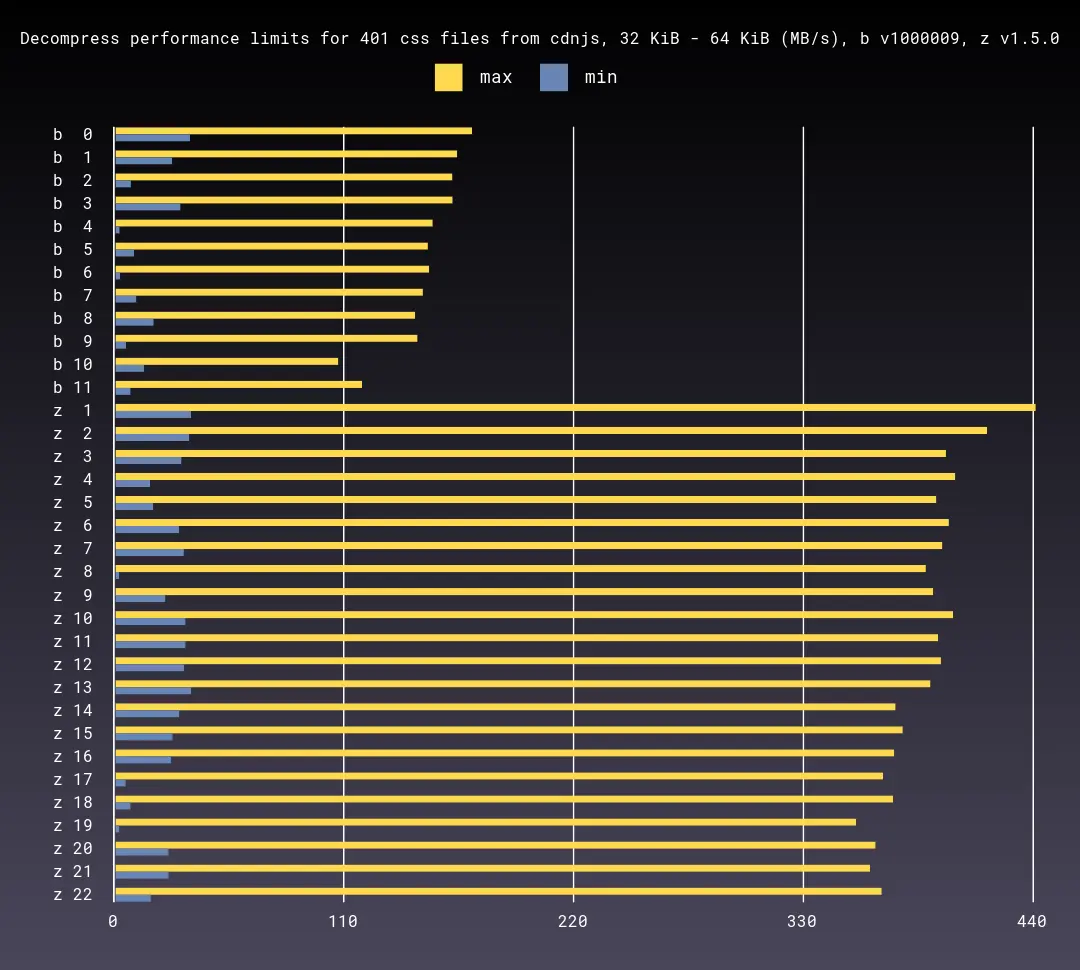 Decompress performance limits for 401 css files from cdnjs, 32 KiB - 64 KiB (MB/s), b v1000009, z v1.5.0
max min
b 0
b 1
b 2
b 3
b 4
b 5
b 6
b 7
b 8
b 9
b 10
b 11
z 1
z 2
z 3
z 4
z 5
z 6
z 7
z 8
z 9
z 10
z 11
z 12
z 13
z 14
z 15
z 16
z 17
z 18
z 19
z 20
z 21
z 22
0 110 220 330 440